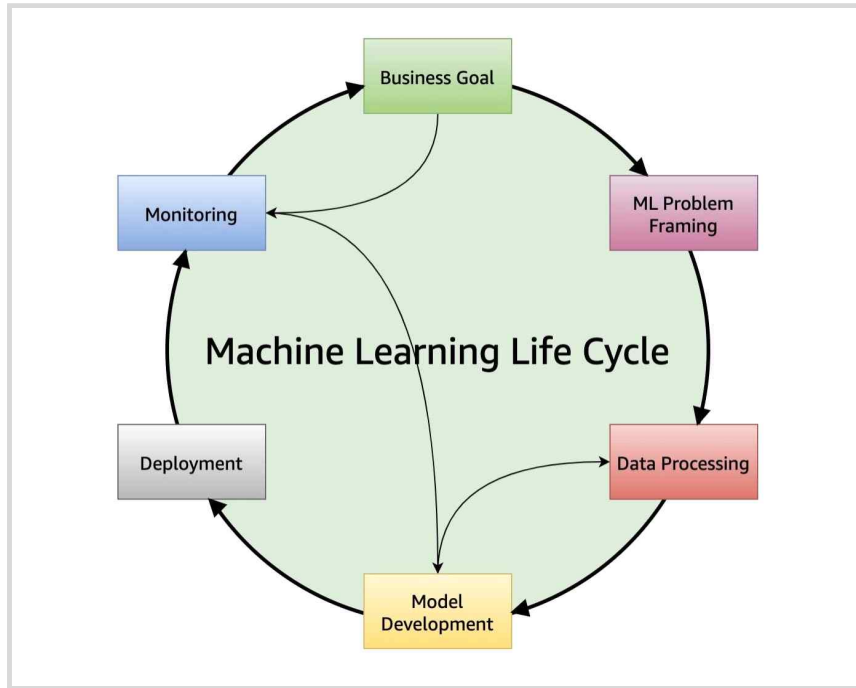 Business Goal
Monitoring
ML Problem
Framing
Machine Learning Life Cycle
Deployment
Data Processing
Model
Development